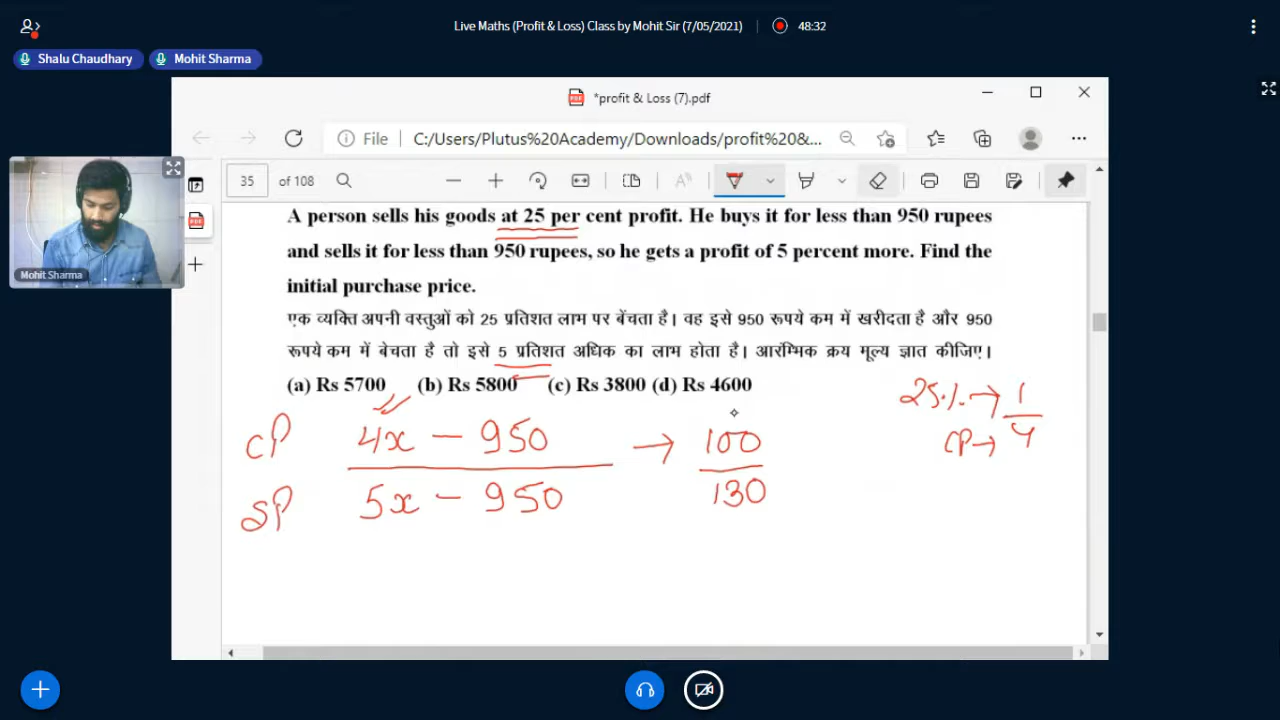 Live Maths (Profit & Loss) Class by Mohit Sir (7/05/2021)
48:32
Shalu Chaudhary
Mohit Sharma
*profit & Loss (7).pdf
File
C:/Users/Plutus%20Academy/Downloads/profit%20&...
35 of 108
Mohit Sharma
A person sells his goods at 25 per cent profit. He buys it for less than 950 rupees
and sells it for less than 950 rupees, so he gets a profit of 5 percent more. Find the
initial purchase price.
एक व्यक्ति अपनी वस्तुओं को 25 प्रतिशत लाभ पर बेंचता है। वह इसे 950 रूपये कम में खरीदता है और 950
रूपये कम में बेचता है तो इसे 5 प्रतिशत अधिक का लाभ होता है। आरंम्भिक क्रय मूल्य ज्ञात कीजिए।
(a) Rs 5700 (b) Rs 5800 (c) Rs 3800 (d) Rs 4600
25% → 1
CP → 4
CP 4x - 950 → 100
SP 5x - 950 130